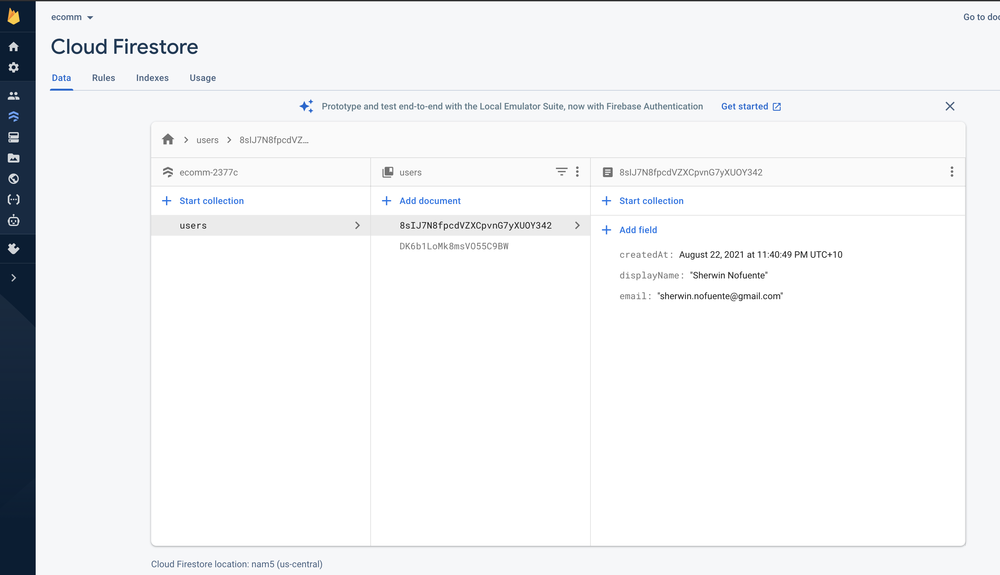 ecomm
Go to doc
Cloud Firestore
Data Rules Indexes Usage
Prototype and test end-to-end with the Local Emulator Suite, now with Firebase Authentication Get started
users 8sIJ7N8fpcdVZ...
ecomm-2377c
users
8sIJ7N8fpcdVZXCpvnG7yXUOY342
Start collection
Add document
Start collection
users
8sIJ7N8fpcdVZXCpvnG7yXUOY342
DK6b1LoMk8msVO55C9BW
Add field
createdAt: August 22, 2021 at 11:40:49 PM UTC+10
displayName: "Sherwin Nofuente"
email: "sherwin.nofuente@gmail.com"
Cloud Firestore location: nam5 (us-central)